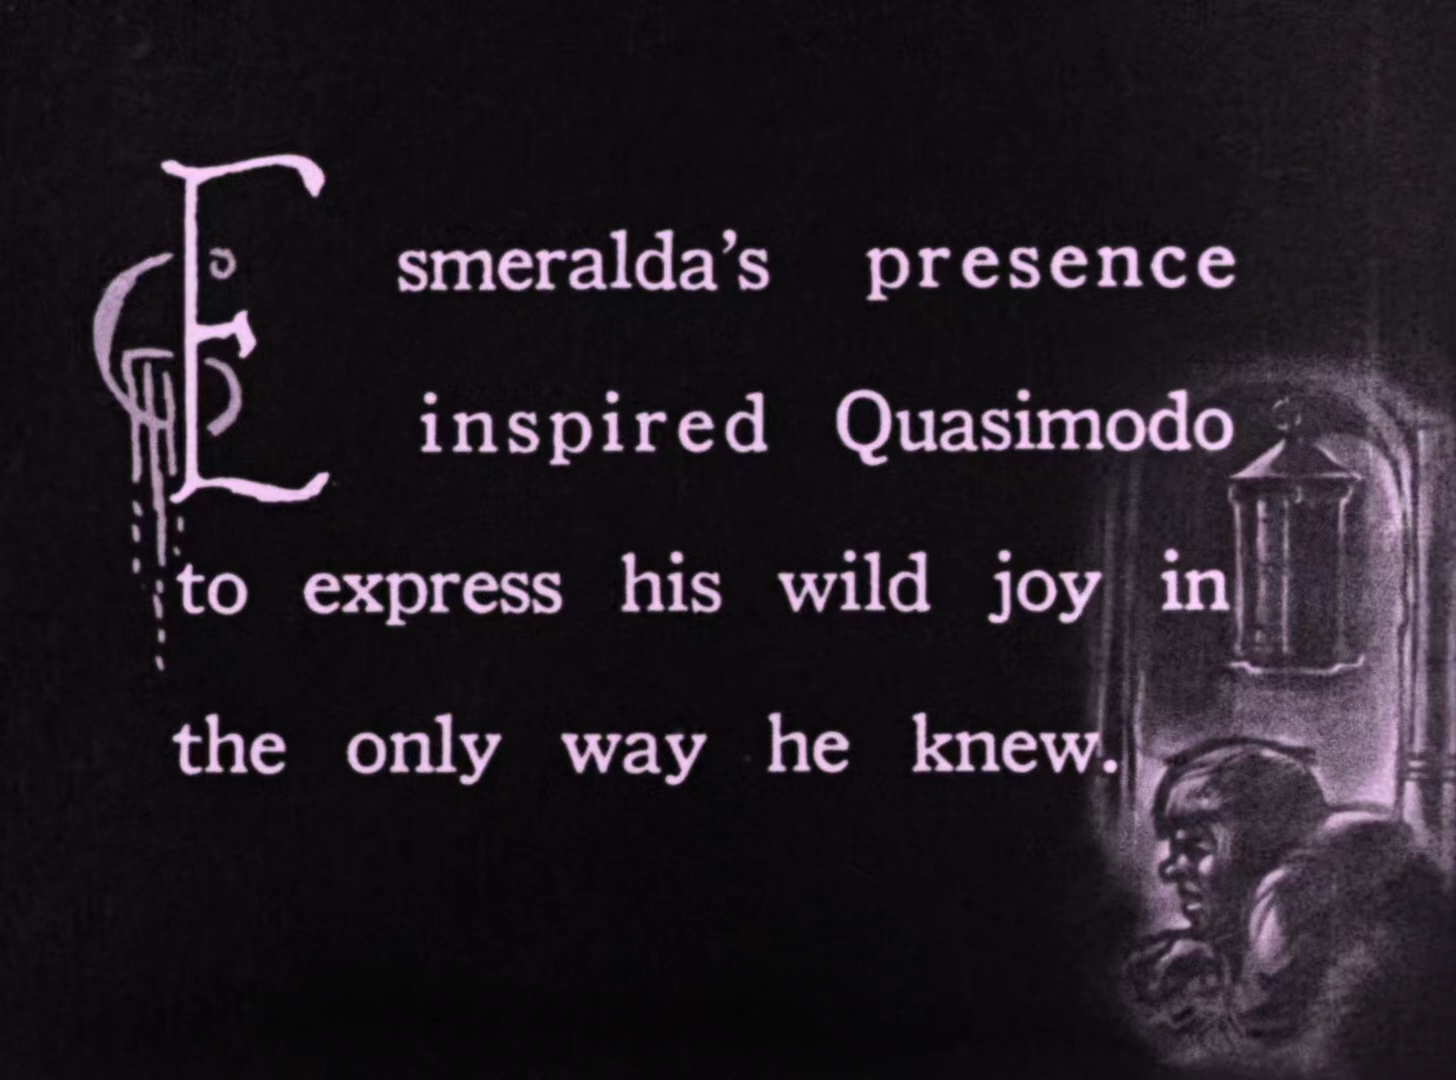 Esmeralda's presence
inspired Quasimodo
to express his wild joy in
the only way he knew.